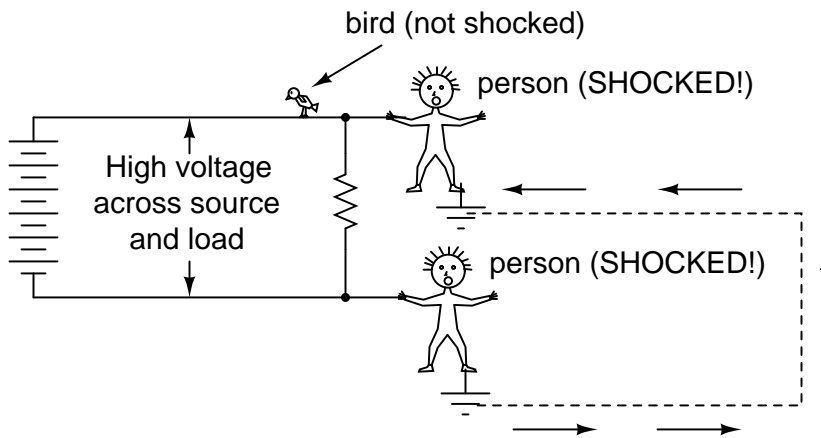 bird (not shocked)
person (SHOCKED!)
High voltage
across source
and load
person (SHOCKED!)